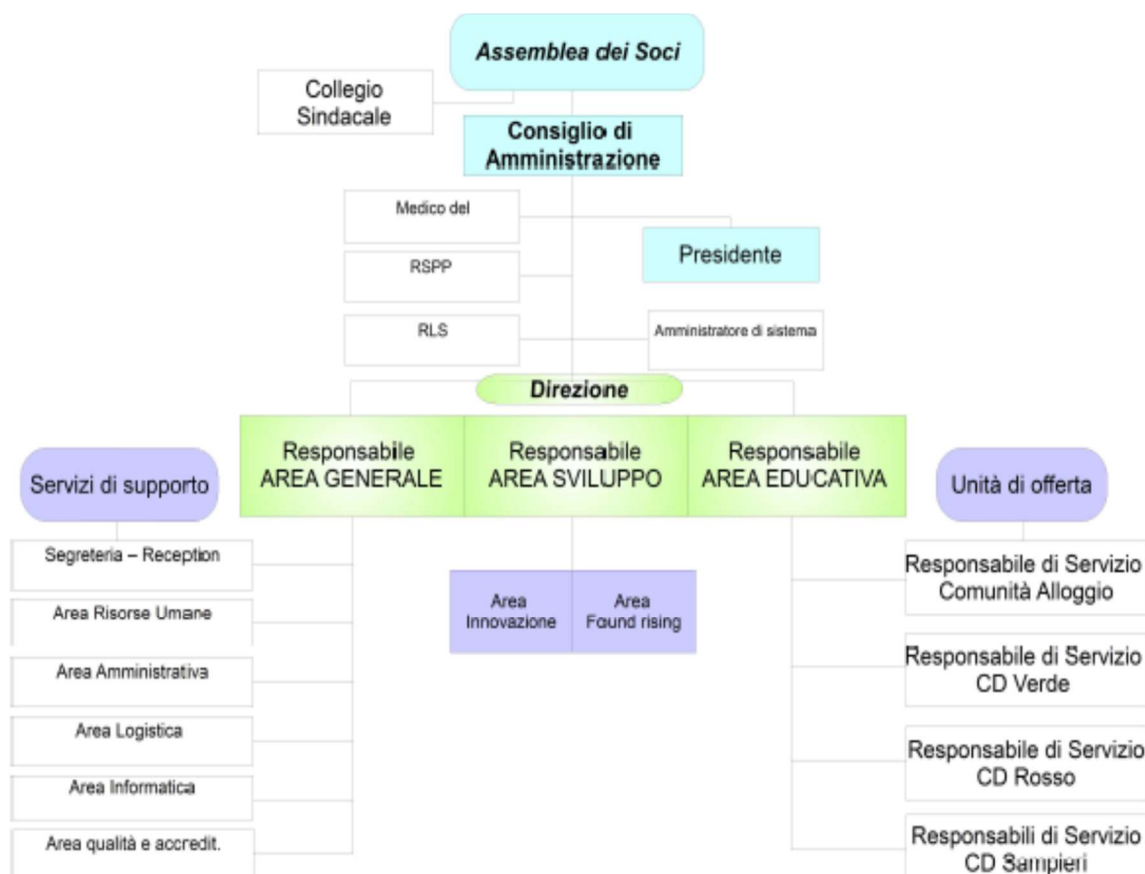 Assemblea dei Soci
Collegio
Sindacale
Consiglio di
Amministrazione
Medico del
Presidente
RSPP
RLS
Amministratore di sistema
Direzione
Responsabile
AREA GENERALE
Responsabile
AREA SVILUPPO
Responsabile
AREA EDUCATIVA
Servizi di supporto
Unità di offerta
Segreteria – Reception
Area Risorse Umane
Area Amministrativa
Area Logistica
Area Informatica
Area qualità e accredit.
Area
Innovazione
Area
Found rising
Responsabile di Servizio
Comunità Alloggio
Responsabile di Servizio
CD Verde
Responsabile di Servizio
CD Rosso
Responsabili di Servizio
CD Sampieri